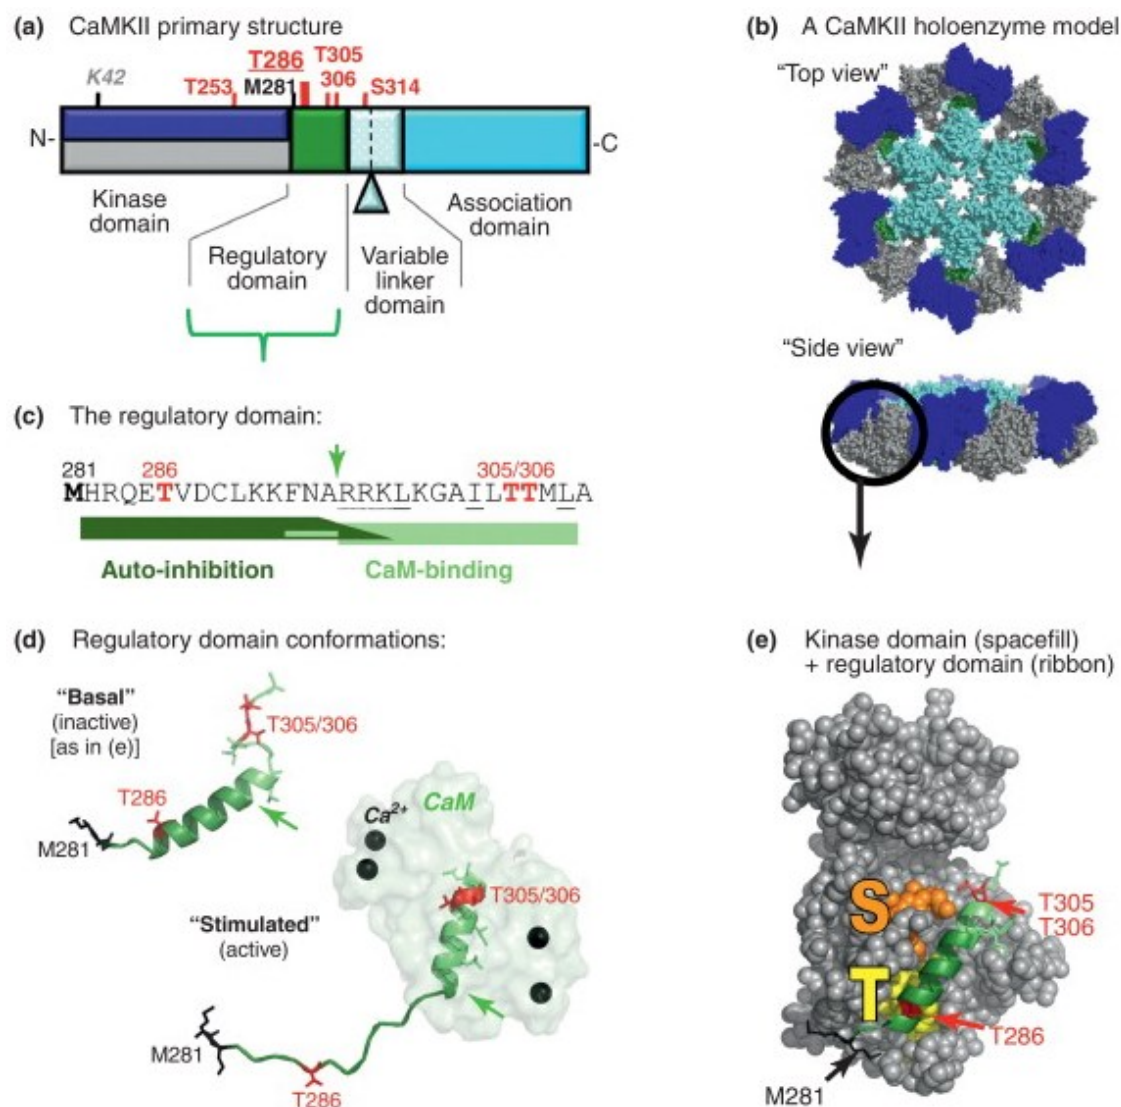 (a) CaMKII primary structure
K42
T253
T286
M281
T305
306
S314
N-
-C
Kinase
domain
Regulatory
domain
Variable
linker
domain
Association
domain
(b) A CaMKII holoenzyme model
“Top view”
“Side view”
(c) The regulatory domain:
281 286 305/306
MHRQETVDCLKKFNARRKLKGAILTTMLA
Auto-inhibition CaM-binding
(d) Regulatory domain conformations:
“Basal”
(inactive)
[as in (e)]
T305/306
T286
M281
Ca2+
CaM
T305/306
“Stimulated”
(active)
M281
T286
(e) Kinase domain (spacefill)
+ regulatory domain (ribbon)
S
T305
T306
T
T286
M281